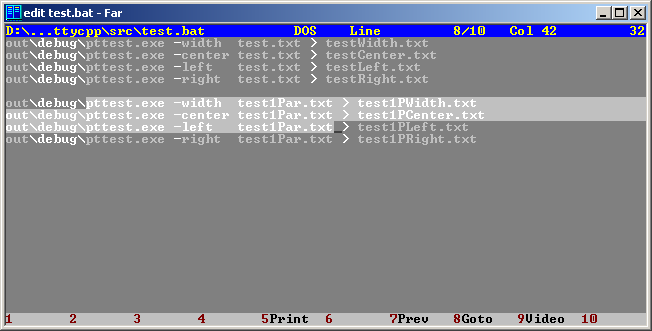 edit test.bat - Far
D:\...ttycpp\src\test.bat DOS Line 8/10 Col 42 32
out\debug\pttest.exe -width  test.txt > testWidth.txt
out\debug\pttest.exe -center test.txt > testCenter.txt
out\debug\pttest.exe -left   test.txt > testLeft.txt
out\debug\pttest.exe -right  test.txt > testRight.txt
out\debug\pttest.exe -width  test1Par.txt > test1PWidth.txt
out\debug\pttest.exe -center test1Par.txt > test1PCenter.txt
out\debug\pttest.exe -left   test1Par.txt > test1PLeft.txt
out\debug\pttest.exe -right  test1Par.txt > test1PRight.txt
1 2 3 4 5Print 6 7Prev 8Goto 9Video 10